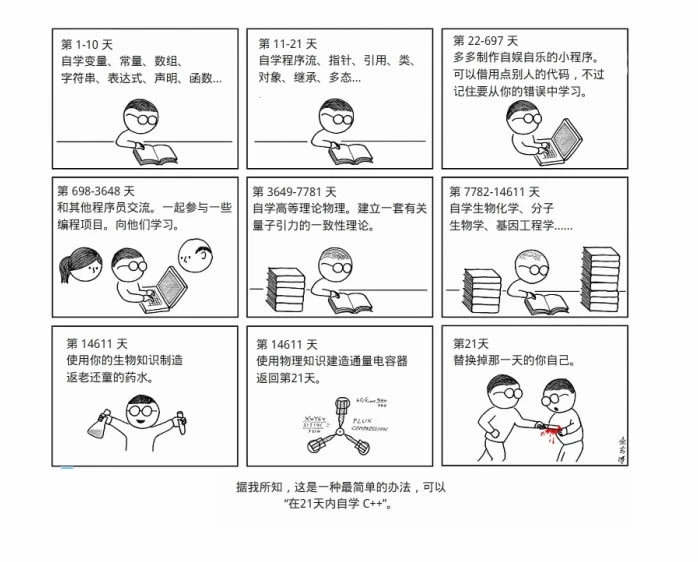 第 1-10 天
自学变量、常量、数组、
字符串、表达式、声明、函数...
第 11-21 天
自学程序流、指针、引用、类、
对象、继承、多态...
第 22-697 天
多多制作自娱自乐的小程序。
可以借用点别人的代码，不过
记住要从你的错误中学习。
第 698-3648 天
和其他程序员交流。一起参与一些
编程项目。向他们学习。
第 3649-7781 天
自学高等理论物理。建立一套有关
量子引力的一致性理论。
第 7782-14611 天
自学生物化学、分子
生物学、基因工程学......
第 14611 天
使用你的生物知识制造
返老还童的药水。
第 14611 天
使用物理知识建造通量电容器
返回第21天。
FLUX
COMPRESSION
第21天
替换掉那一天的你自己。
据我所知，这是一种最简单的办法，可以
“在21天内自学 C++”。